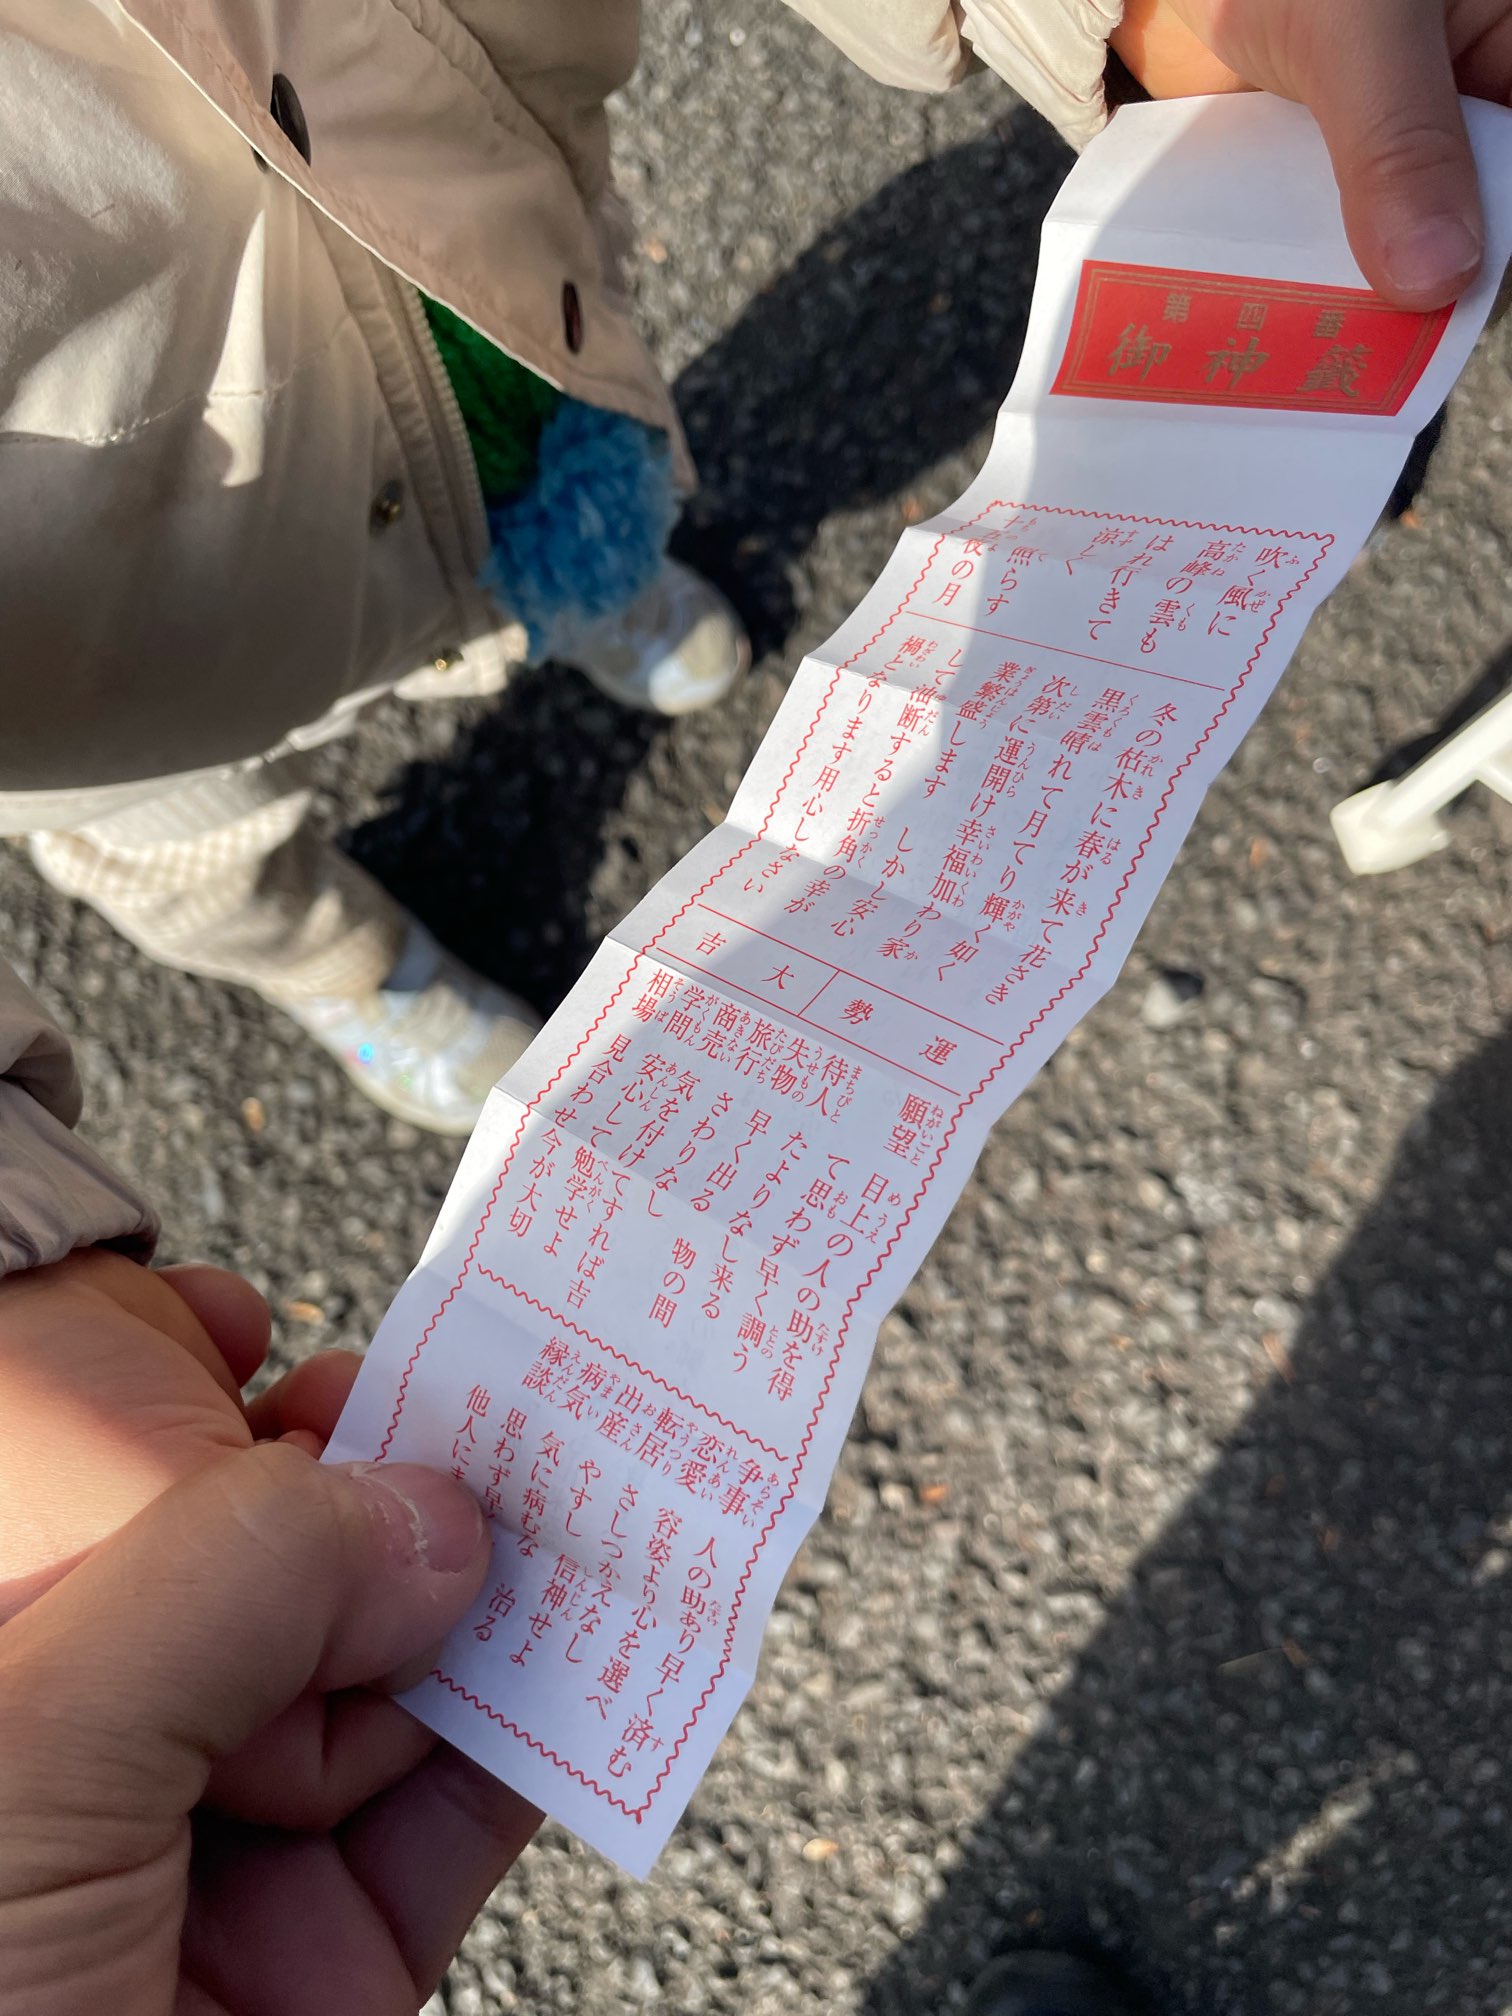 第四番
御神籤
吹く風に
高峰の雲も
はれ行きて
涼しく
照らす
十五夜の月
冬の枯木に春が来て花さき
黒雲晴れて月てり輝く如く
次第に運開け幸福加わり家
業繁盛します しかし安心
して油断すると折角の幸が
禍となります用心しなさい
運勢
大吉
願望 目上の人の助を得
て思わず早く調う
待人 たよりなし来る
失物 早く出る 物の間
旅行 さわりなし
商売 気を付けてすれば吉
学問 安心して勉学せよ
相場 見合わせ今が大切
争事 人の助あり早く済む
恋愛 容姿より心を選べ
転居 さしつかえなし
出産 やすし 信神せよ
病気 気に病むな 治る
縁談 思わず早
他人に